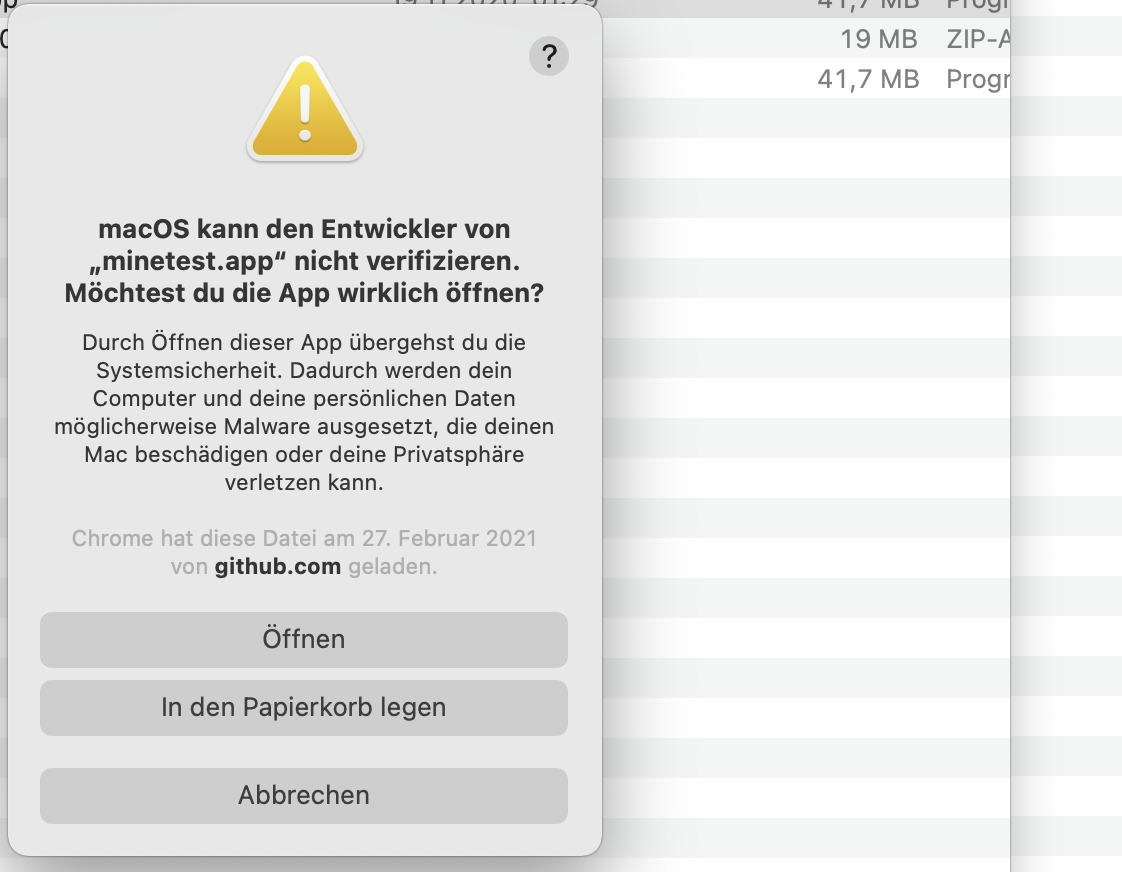 41,7 MB
19 MB ZIP-A
41,7 MB Progr
?
macOS kann den Entwickler von
„minetest.app“ nicht verifizieren.
Möchtest du die App wirklich öffnen?
Durch Öffnen dieser App übergehst du die
Systemsicherheit. Dadurch werden dein
Computer und deine persönlichen Daten
möglicherweise Malware ausgesetzt, die deinen
Mac beschädigen oder deine Privatsphäre
verletzen kann.
Chrome hat diese Datei am 27. Februar 2021
von github.com geladen.
Öffnen
In den Papierkorb legen
Abbrechen